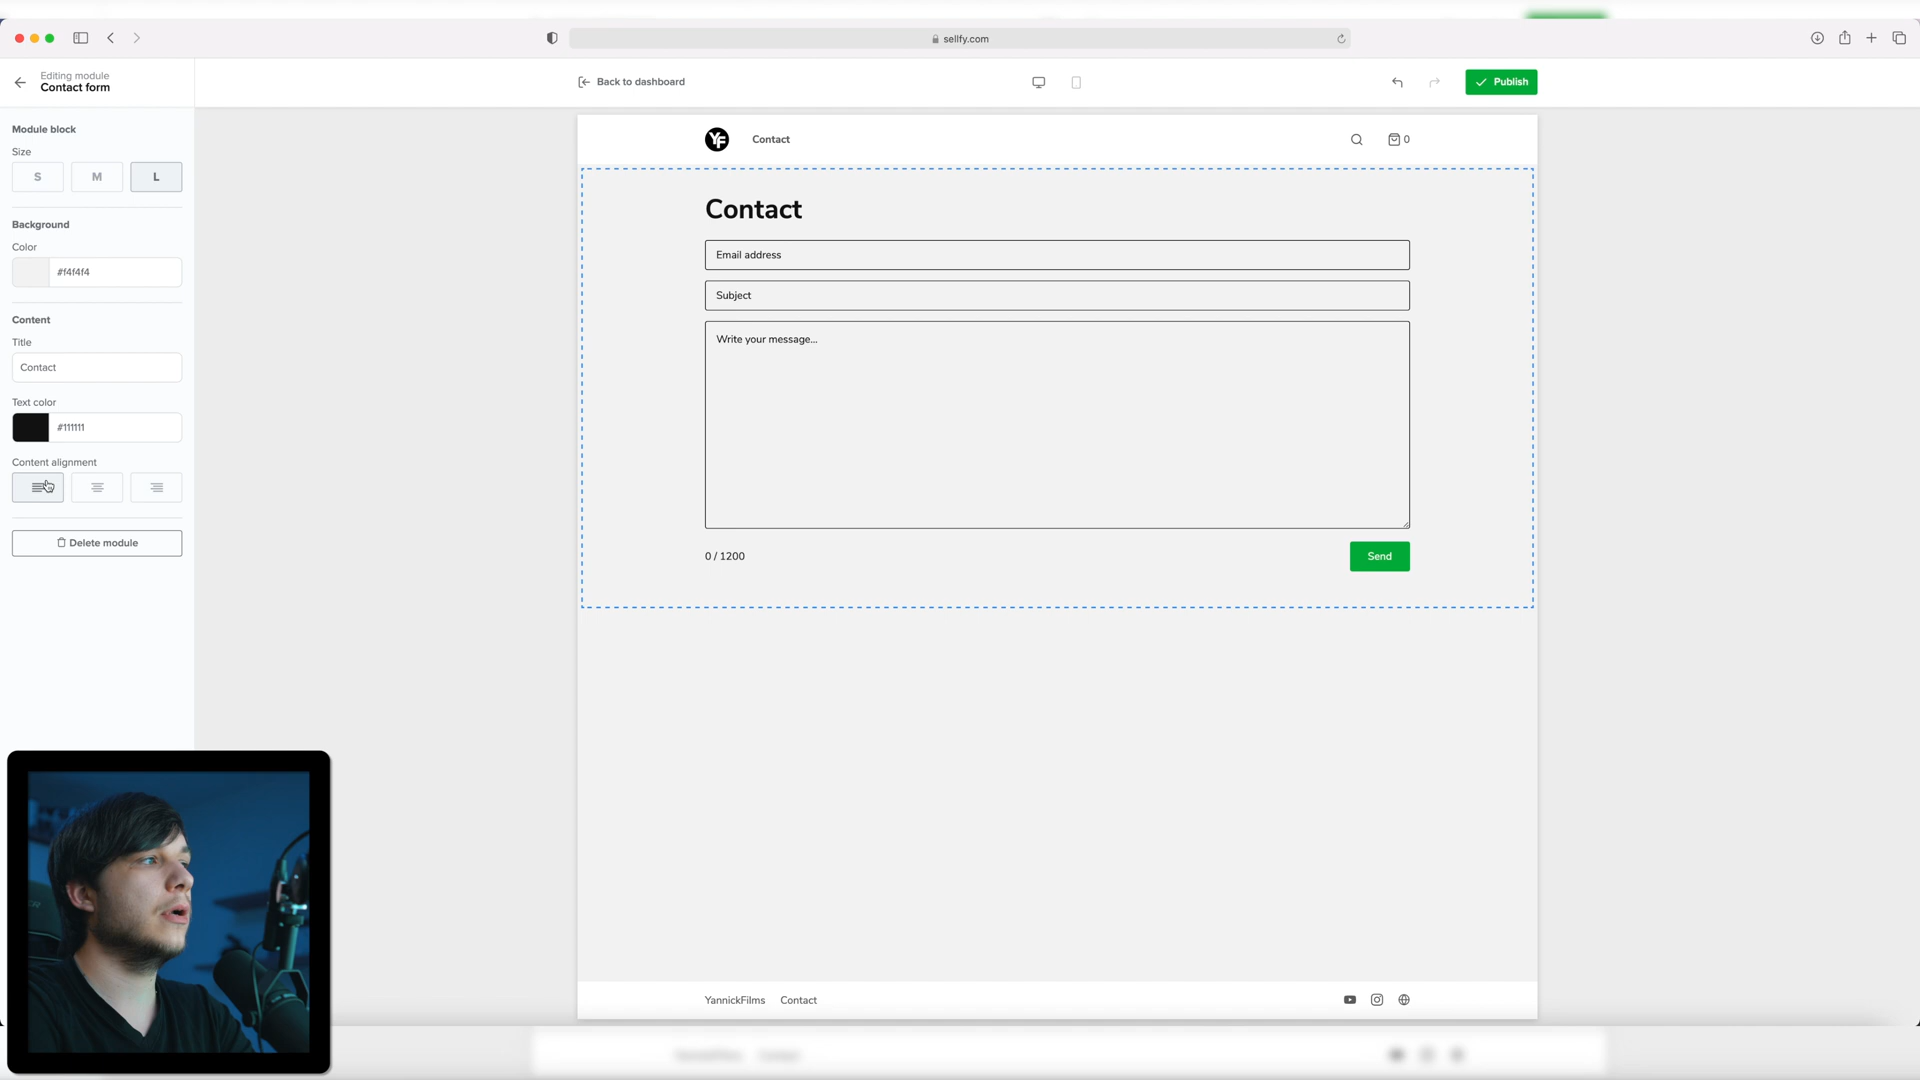 sellfy.com
Editing module
Contact form
Back to dashboard
Publish
Module block
Size
S M L
Background
Color
#f4f4f4
Content
Title
Contact
Text color
#111111
Content alignment
Delete module
YF
Contact
0
Contact
Email address
Subject
Write your message...
0 / 1200
Send
YannickFilms Contact